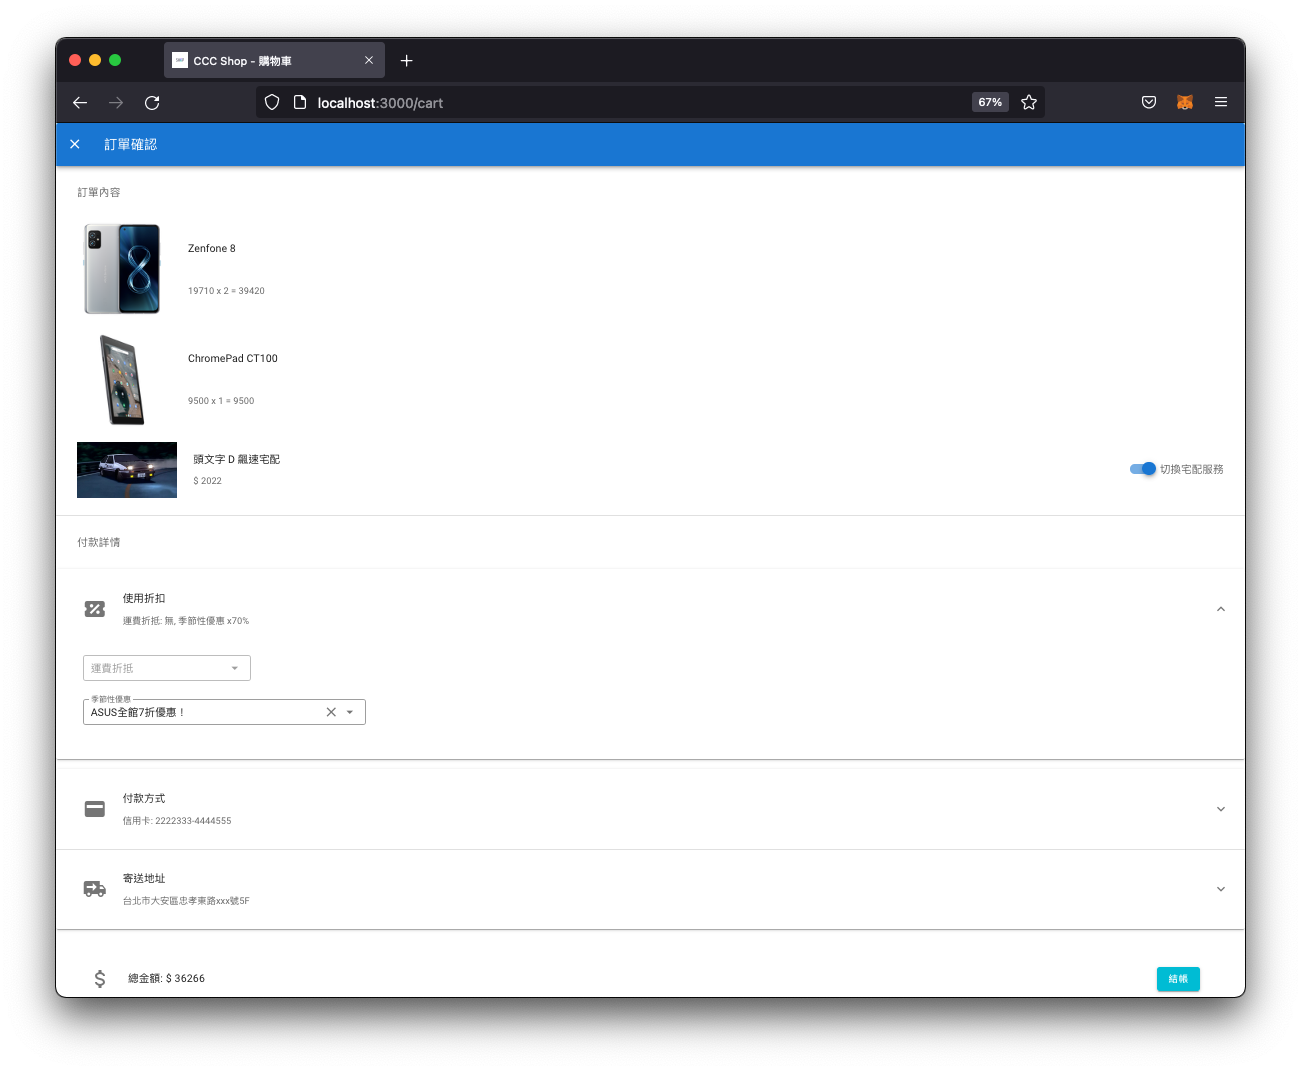 CCC Shop - 購物車
localhost:3000/cart
67%
訂單確認
訂單內容
Zenfone 8
19710 x 2 = 39420
ChromePad CT100
9500 x 1 = 9500
頭文字 D 飆速宅配
$ 2022
切換宅配服務
付款詳情
使用折扣
運費折抵: 無, 季節性優惠 x70%
運費折抵
季節性優惠
ASUS全館7折優惠！
付款方式
信用卡: 2222333-4444555
寄送地址
台北市大安區忠孝東路xxx號5F
總金額: $ 36266
結帳